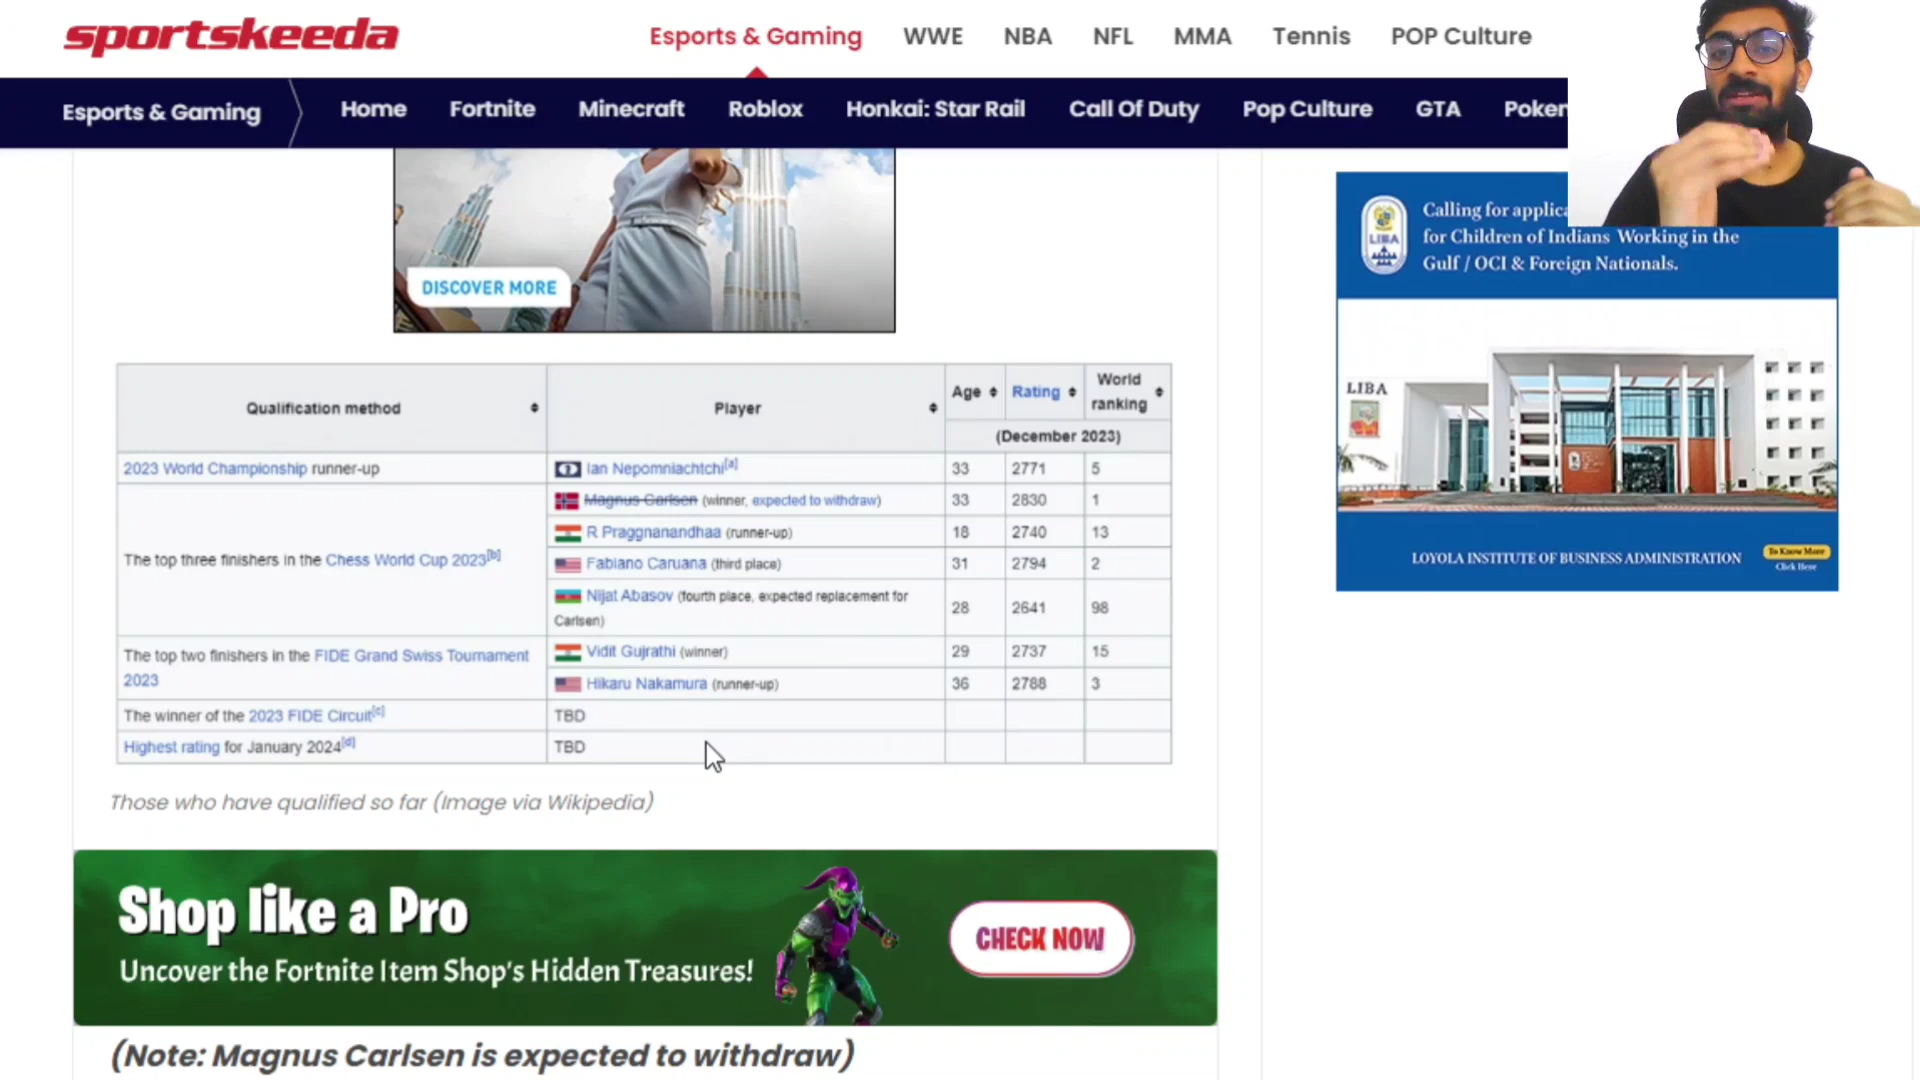 sportskeeda
Esports & Gaming WWE NBA NFL MMA Tennis POP Culture
Esports & Gaming Home Fortnite Minecraft Roblox Honkai: Star Rail Call Of Duty Pop Culture GTA Poken
DISCOVER MORE
Calling for applica
for Children of Indians Working in the
Gulf / OCI & Foreign Nationals.
LIBA
LIBA
LOYOLA INSTITUTE OF BUSINESS ADMINISTRATION
To Know More
Click Here
Qualification method Player Age Rating World ranking
(December 2023)
2023 World Championship runner-up Ian Nepomniachtchi[a] 33 2771 5
Magnus Carlsen (winner, expected to withdraw) 33 2830 1
R Praggnanandhaa (runner-up) 18 2740 13
The top three finishers in the Chess World Cup 2023[b]
Fabiano Caruana (third place) 31 2794 2
Nijat Abasov (fourth place, expected replacement for
Carlsen) 28 2641 98
The top two finishers in the FIDE Grand Swiss Tournament
2023
Vidit Gujrathi (winner) 29 2737 15
Hikaru Nakamura (runner-up) 36 2788 3
The winner of the 2023 FIDE Circuit[c] TBD
Highest rating for January 2024[d] TBD
Those who have qualified so far (Image via Wikipedia)
Shop like a Pro
Uncover the Fortnite Item Shop's Hidden Treasures!
CHECK NOW
(Note: Magnus Carlsen is expected to withdraw)